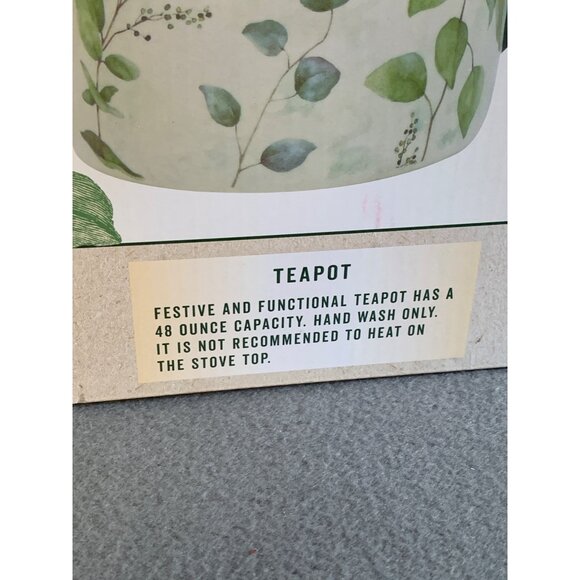 TEAPOT
FESTIVE AND FUNCTIONAL TEAPOT HAS A
48 OUNCE CAPACITY. HAND WASH ONLY.
IT IS NOT RECOMMENDED TO HEAT ON
THE STOVE TOP.